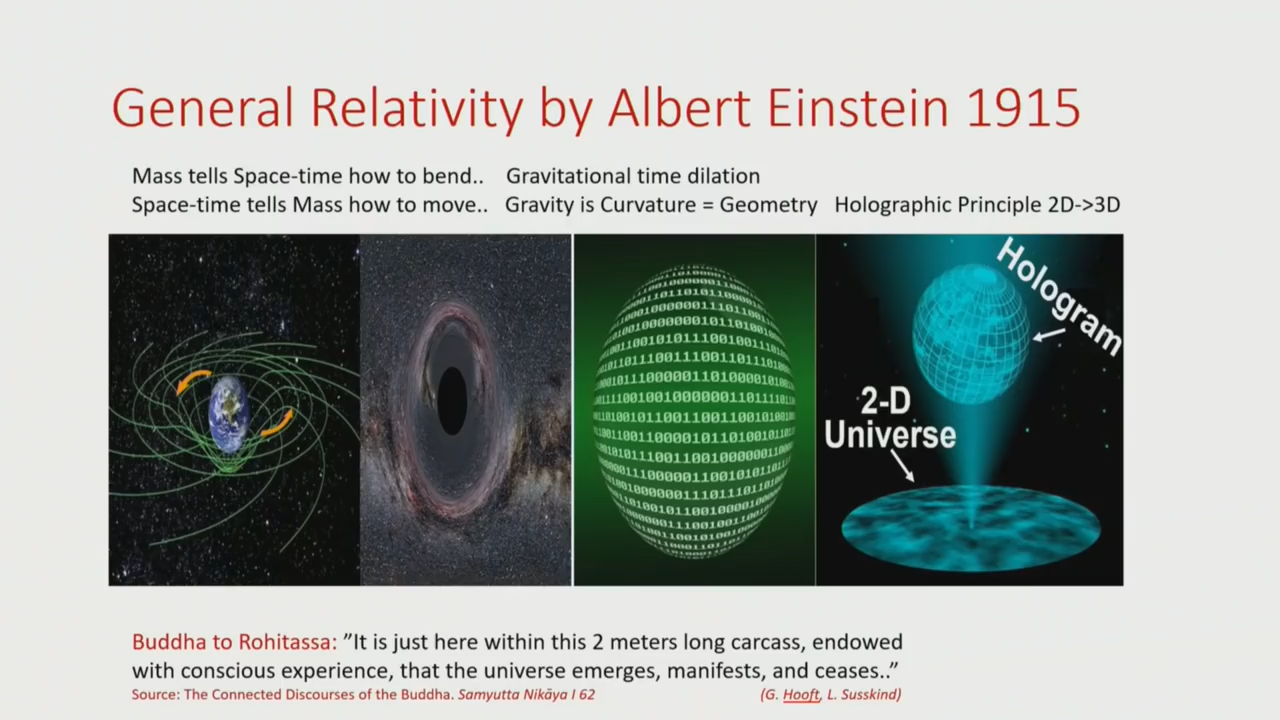 General Relativity by Albert Einstein 1915
Mass tells Space-time how to bend.. Gravitational time dilation
Space-time tells Mass how to move.. Gravity is Curvature = Geometry Holographic Principle 2D->3D
Hologram
2-D
Universe
Buddha to Rohitassa: ”It is just here within this 2 meters long carcass, endowed
with conscious experience, that the universe emerges, manifests, and ceases..”
Source: The Connected Discourses of the Buddha. Samyutta Nikāya I 62 (G. Hooft, L. Susskind)